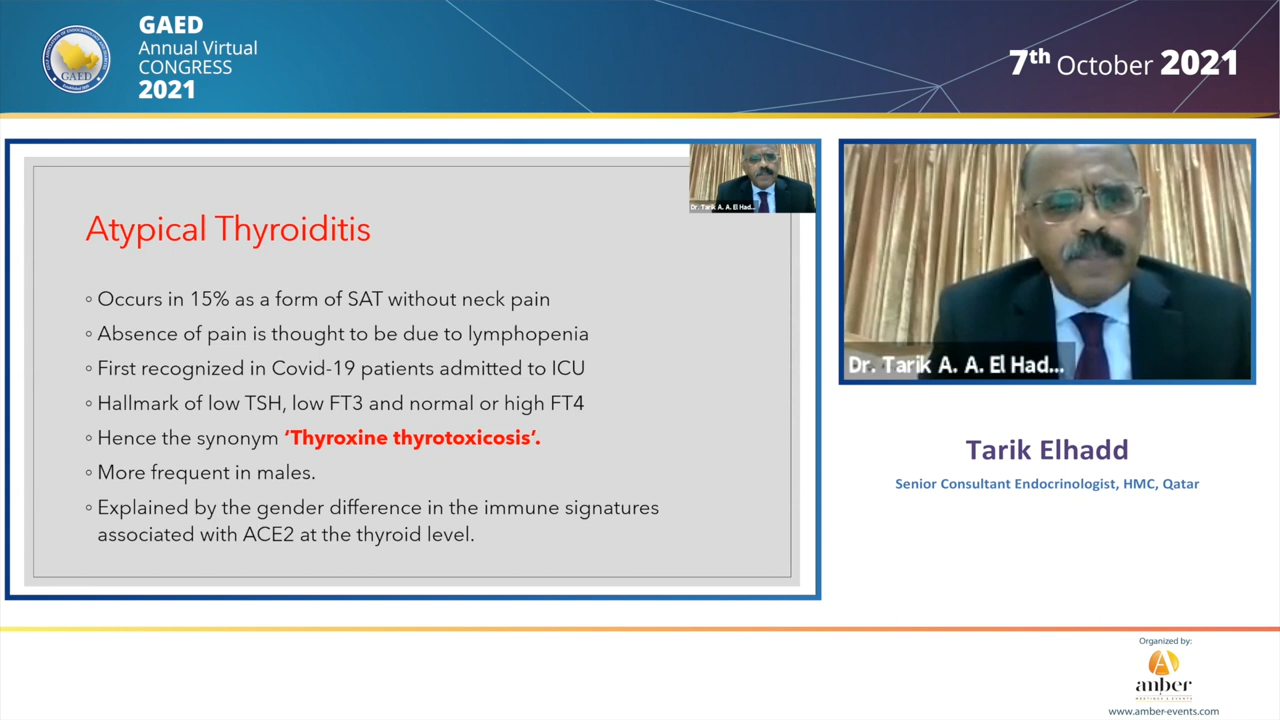 GAED
Annual Virtual
CONGRESS
2021
GAED
7th October 2021
Dr. Tarik A. A. El Had...
Atypical Thyroiditis
◦ Occurs in 15% as a form of SAT without neck pain
◦ Absence of pain is thought to be due to lymphopenia
◦ First recognized in Covid-19 patients admitted to ICU
◦ Hallmark of low TSH, low FT3 and normal or high FT4
◦ Hence the synonym ‘Thyroxine thyrotoxicosis’.
◦ More frequent in males.
◦ Explained by the gender difference in the immune signatures
associated with ACE2 at the thyroid level.
Dr. Tarik A. A. El Had...
Tarik Elhadd
Senior Consultant Endocrinologist, HMC, Qatar
Organized by:
amber
MEETINGS & EVENTS
www.amber-events.com